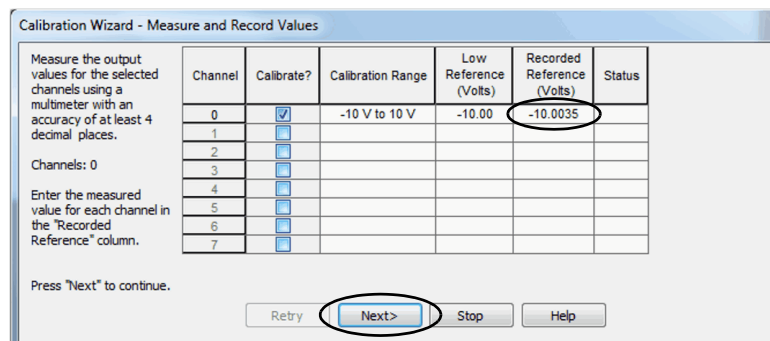 Calibration Wizard - Measure and Record Values
Measure the output
values for the selected
channels using a
multimeter with an
accuracy of at least 4
decimal places.
Channels: 0
Enter the measured
value for each channel in
the "Recorded
Reference" column.
Press "Next" to continue.
Channel Calibrate? Calibration Range Low Reference (Volts) Recorded Reference (Volts) Status
0 -10 V to 10 V -10.00 -10.0035
1
2
3
4
5
6
7
Retry Next> Stop Help